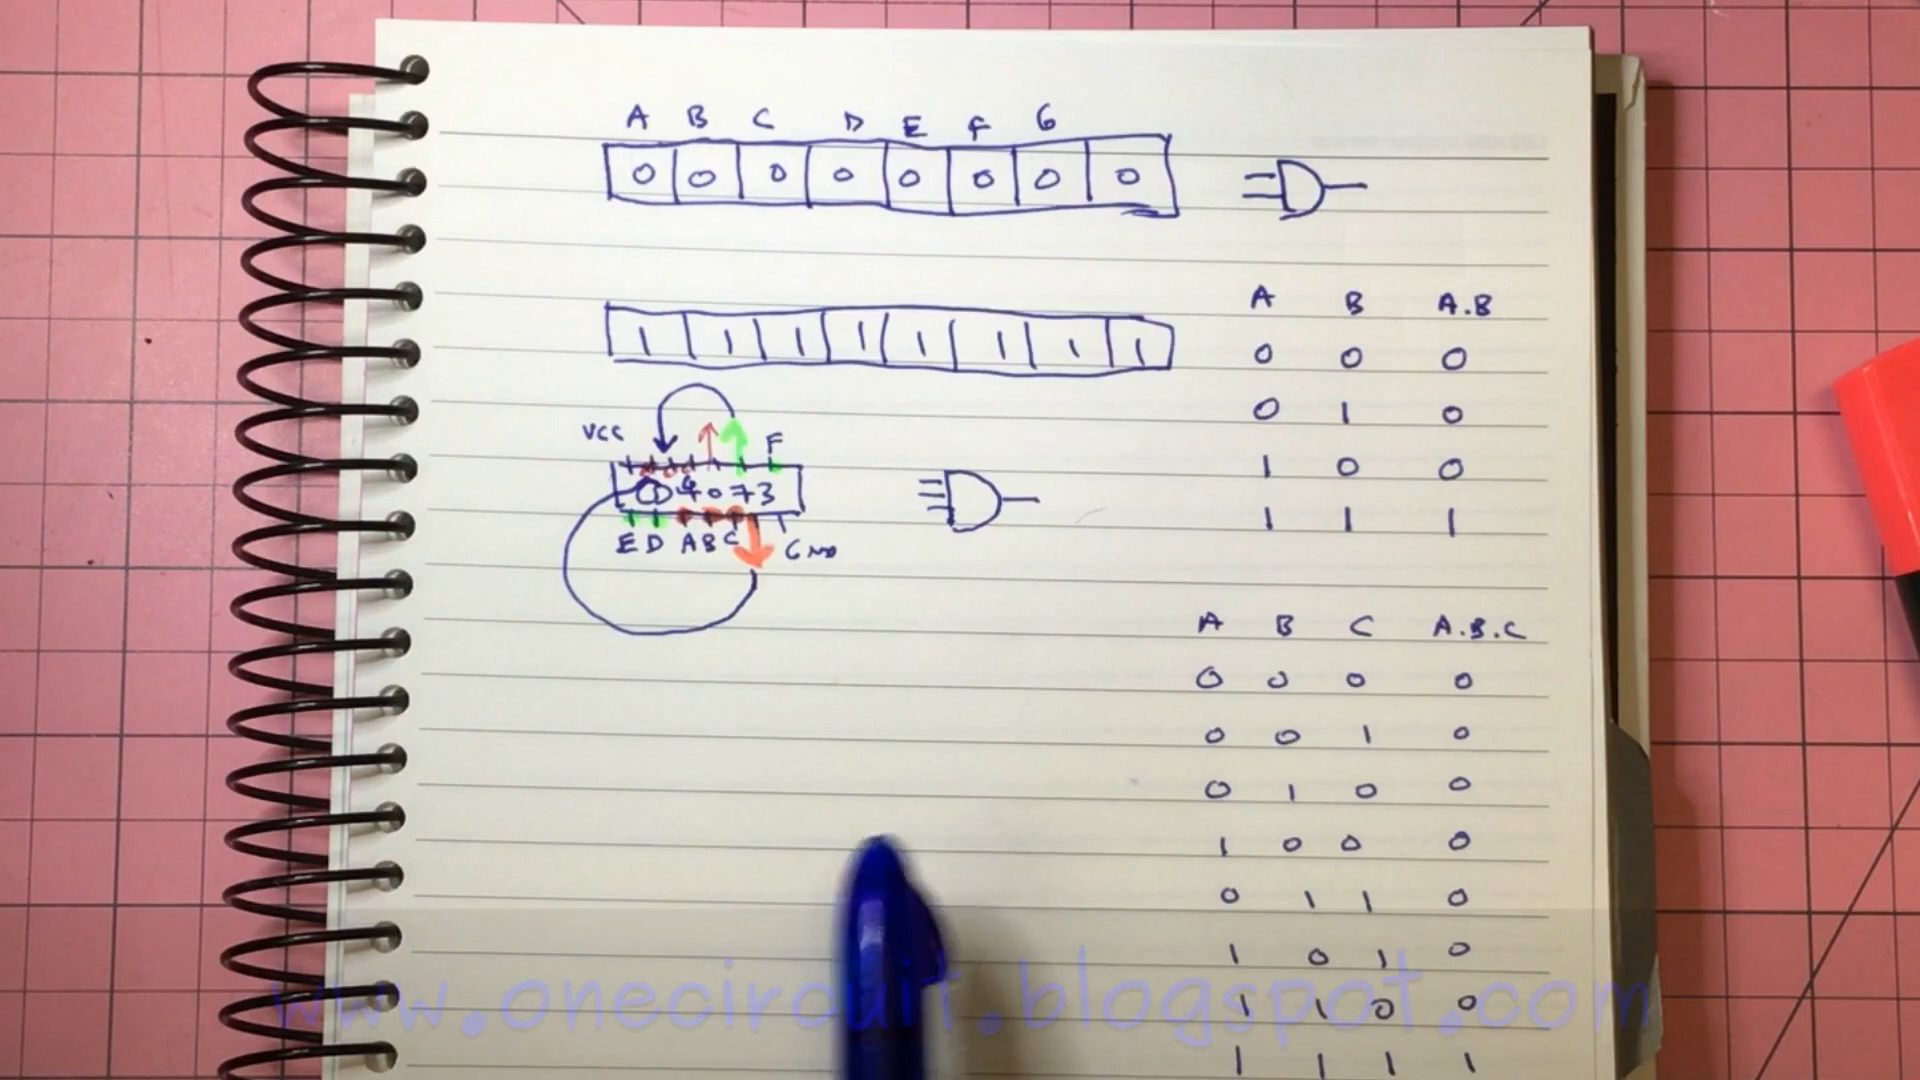 A B C D E F G
0 0 0 0 0 0 0 0
1 1 1 1 1 1 1 1
A B A.B
0 0 0
0 1 0
1 0 0
1 1 1
VCC F
4073
E D A B C GND
A B C A.B.C
0 0 0 0
0 0 1 0
0 1 0 0
1 0 0 0
0 1 1 0
1 0 1 0
1 1 0 0
1 1 1 1
www.onecircuit.blogspot.com